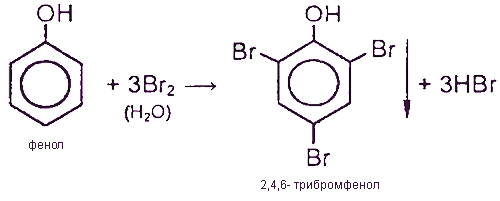 OH
+ 3Br₂ →
(H₂O)
фенол
OH
Br Br
Br
↓ + 3HBr
2,4,6- трибромфенол